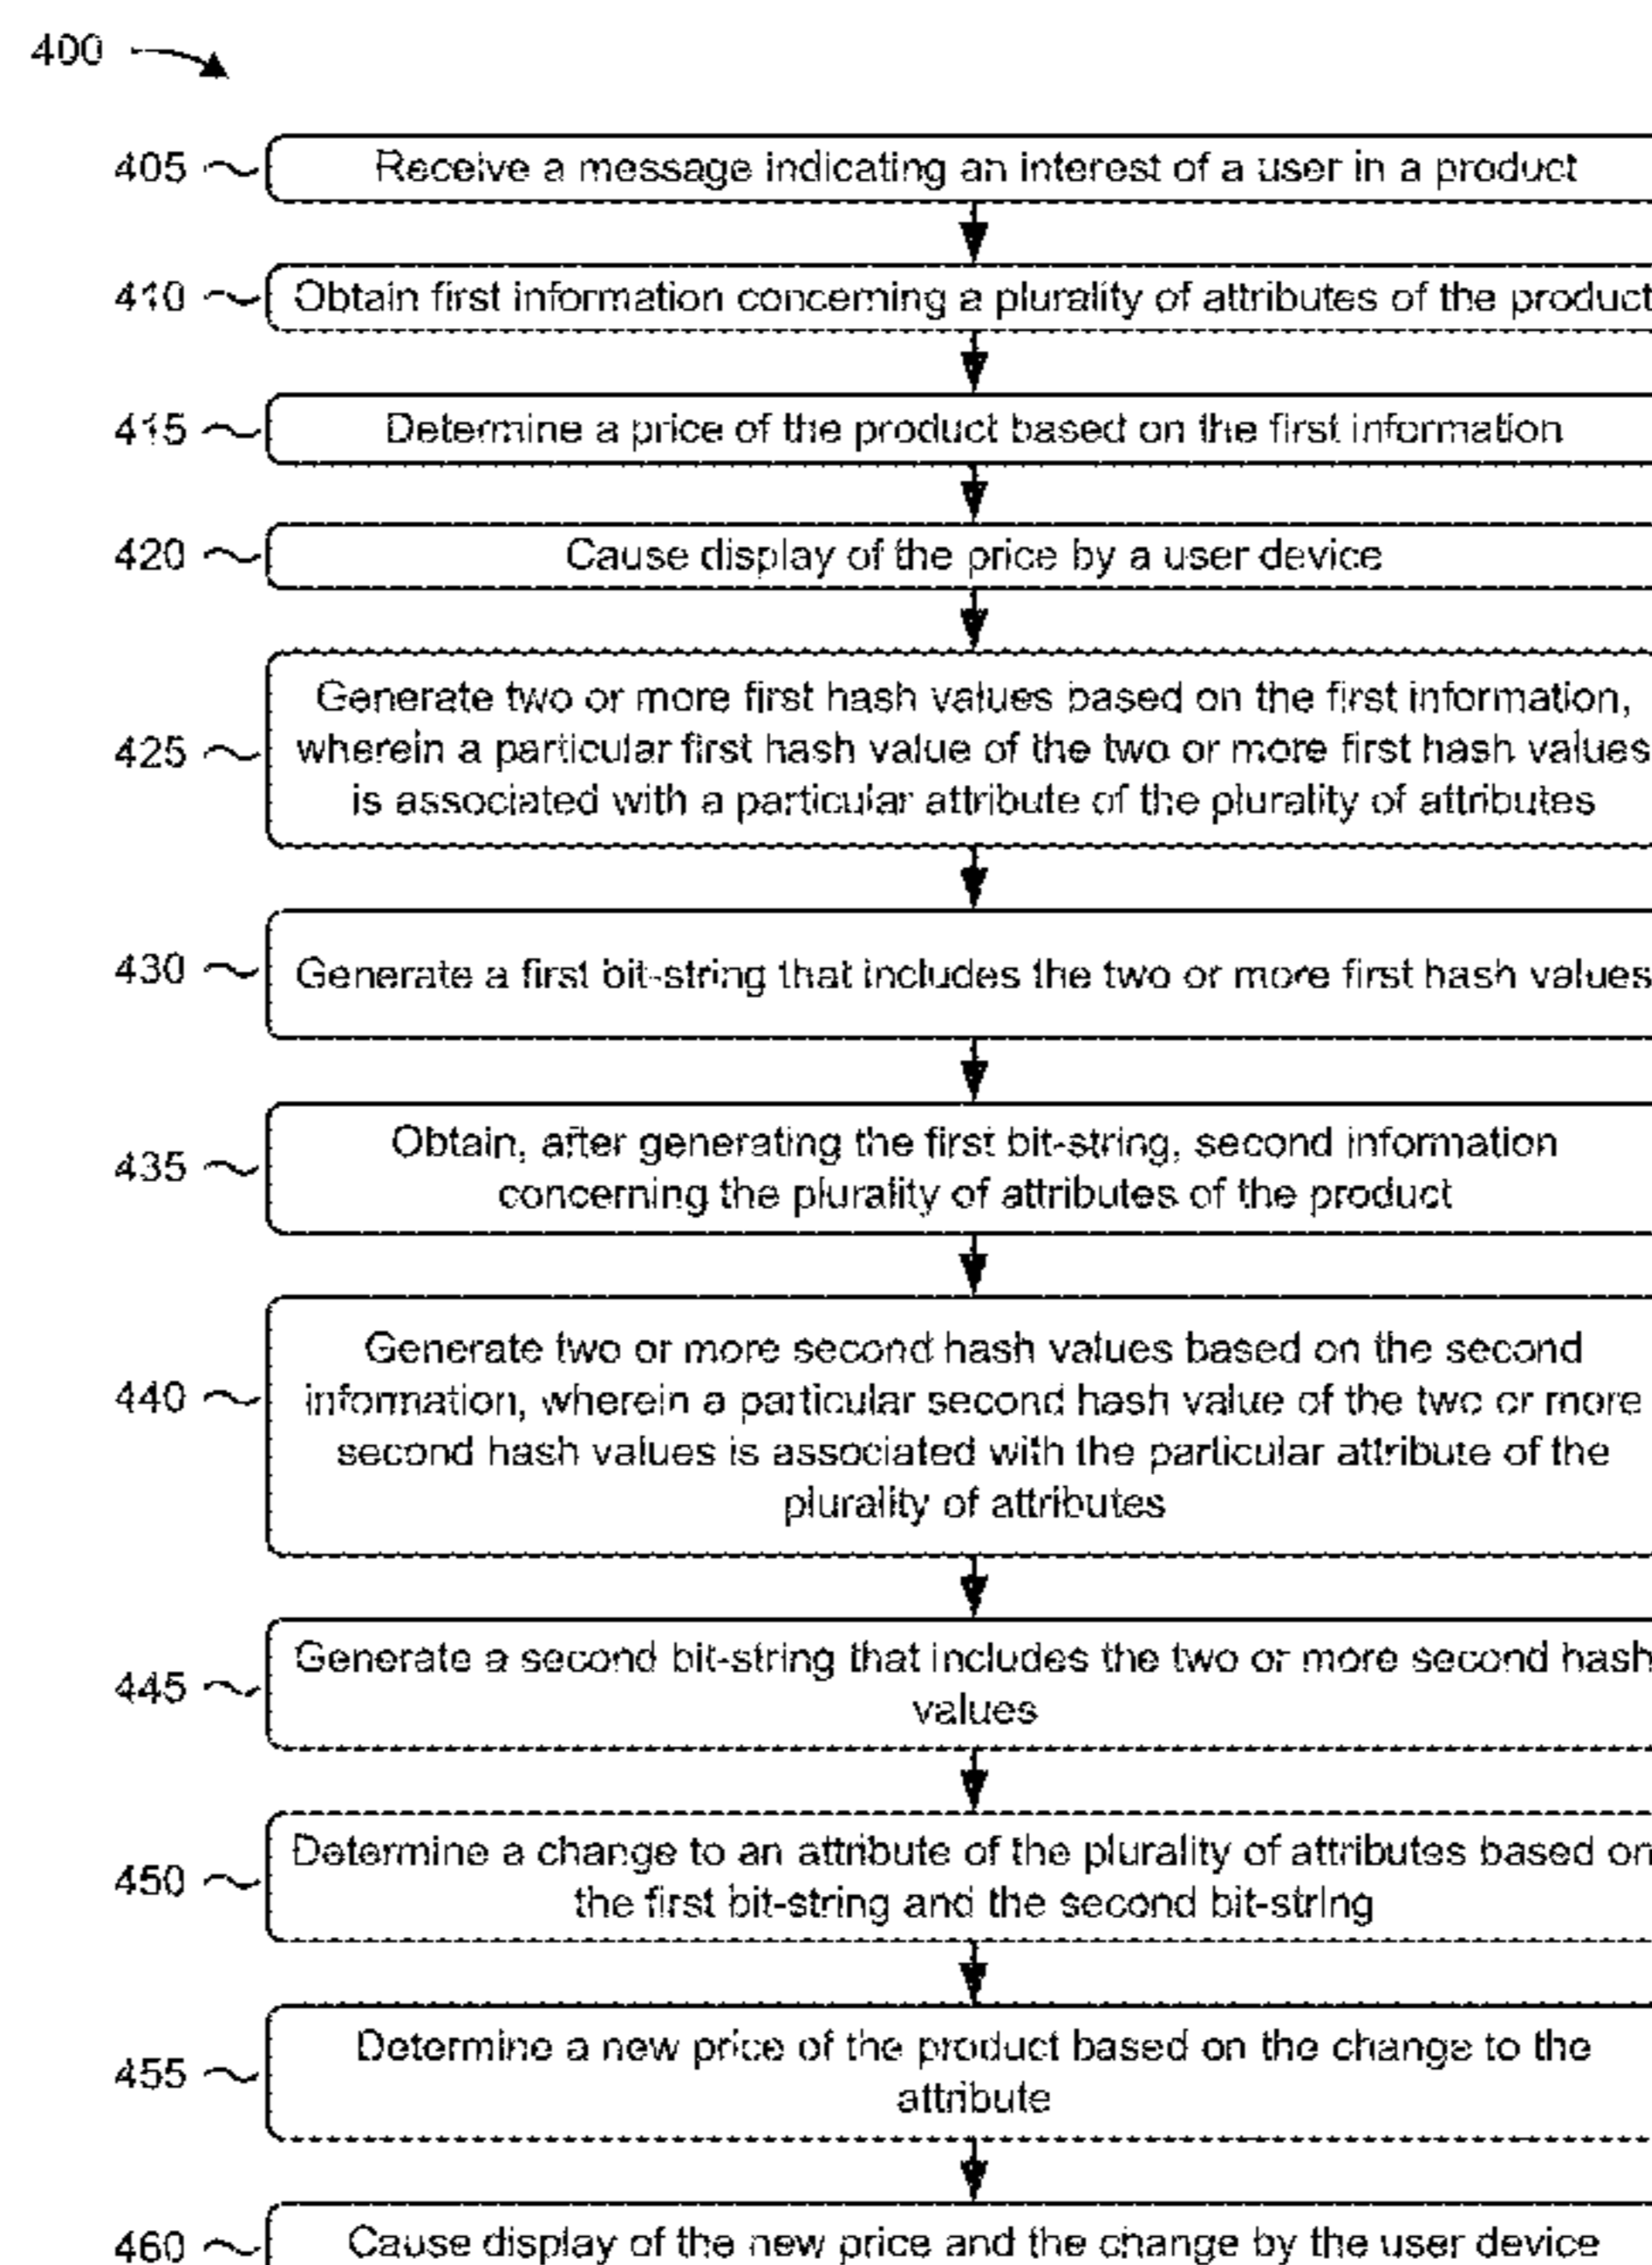 400
405
Receive a message indicating an interest of a user in a product
410
Obtain first information concerning a plurality of attributes of the product
415
Determine a price of the product based on the first information
420
Cause display of the price by a user device
425
Generate two or more first hash values based on the first information,
wherein a particular first hash value of the two or more first hash values
is associated with a particular attribute of the plurality of attributes
430
Generate a first bit-string that includes the two or more first hash values
435
Obtain, after generating the first bit-string, second information
concerning the plurality of attributes of the product
440
Generate two or more second hash values based on the second
information, wherein a particular second hash value of the two or more
second hash values is associated with the particular attribute of the
plurality of attributes
445
Generate a second bit-string that includes the two or more second hash
values
450
Determine a change to an attribute of the plurality of attributes based on
the first bit-string and the second bit-string
455
Determine a new price of the product based on the change to the
attribute
460
Cause display of the new price and the change by the user device